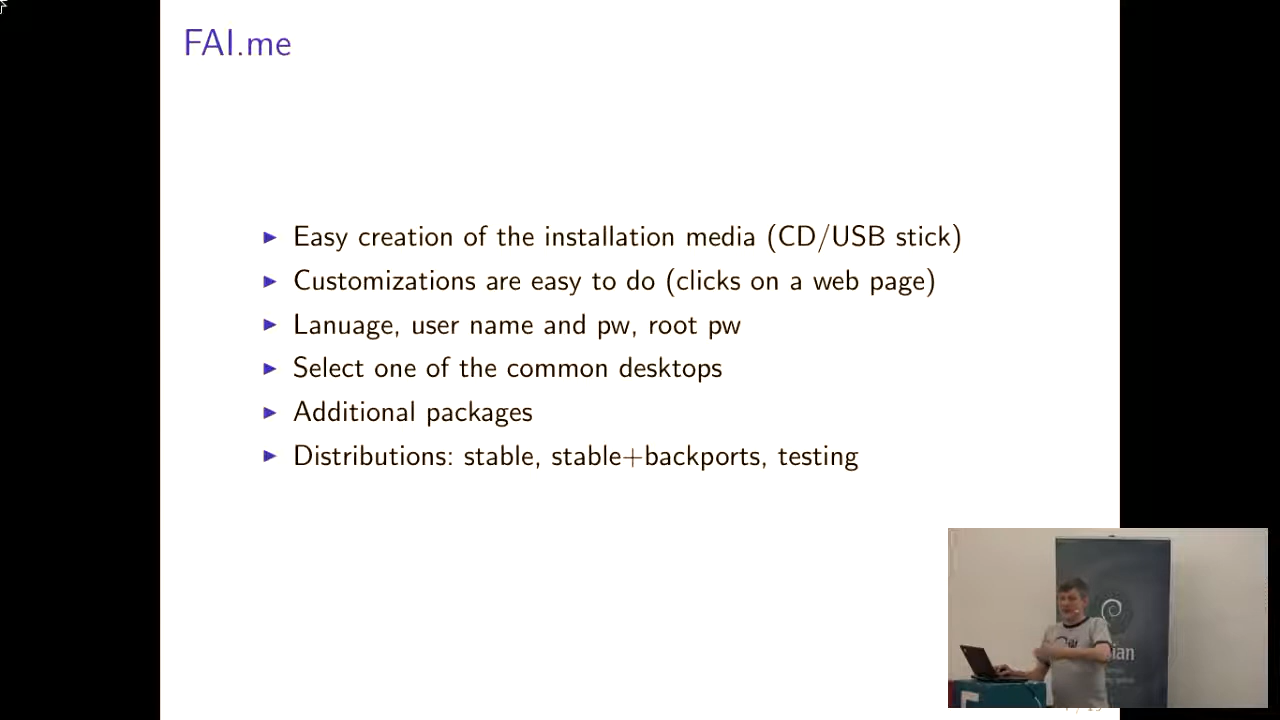 FAI.me
▶ Easy creation of the installation media (CD/USB stick)
▶ Customizations are easy to do (clicks on a web page)
▶ Lanuage, user name and pw, root pw
▶ Select one of the common desktops
▶ Additional packages
▶ Distributions: stable, stable+backports, testing
ian